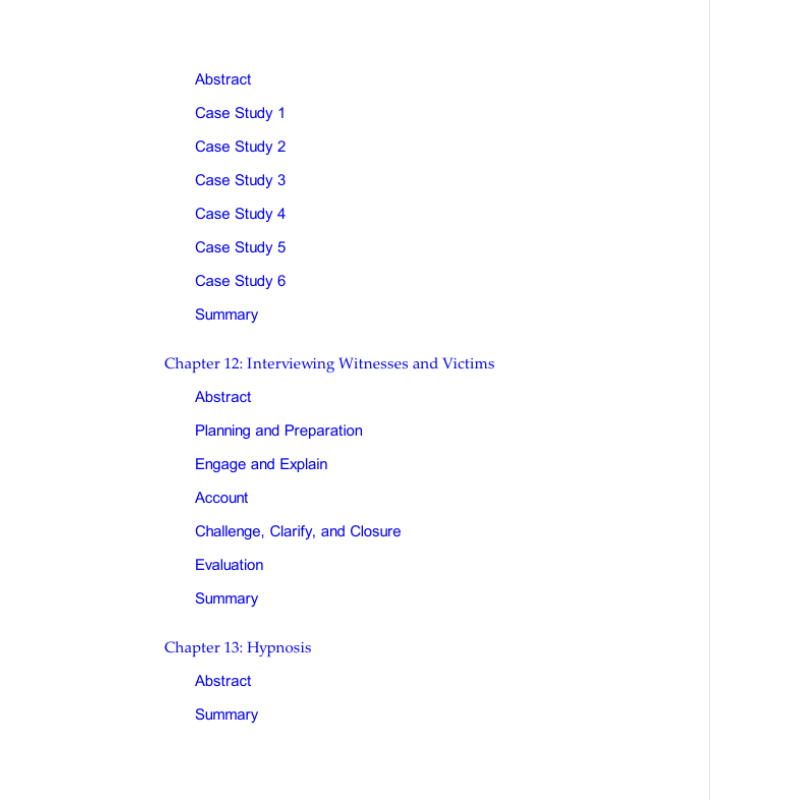 Abstract
Case Study 1
Case Study 2
Case Study 3
Case Study 4
Case Study 5
Case Study 6
Summary
Chapter 12: Interviewing Witnesses and Victims
Abstract
Planning and Preparation
Engage and Explain
Account
Challenge, Clarify, and Closure
Evaluation
Summary
Chapter 13: Hypnosis
Abstract
Summary